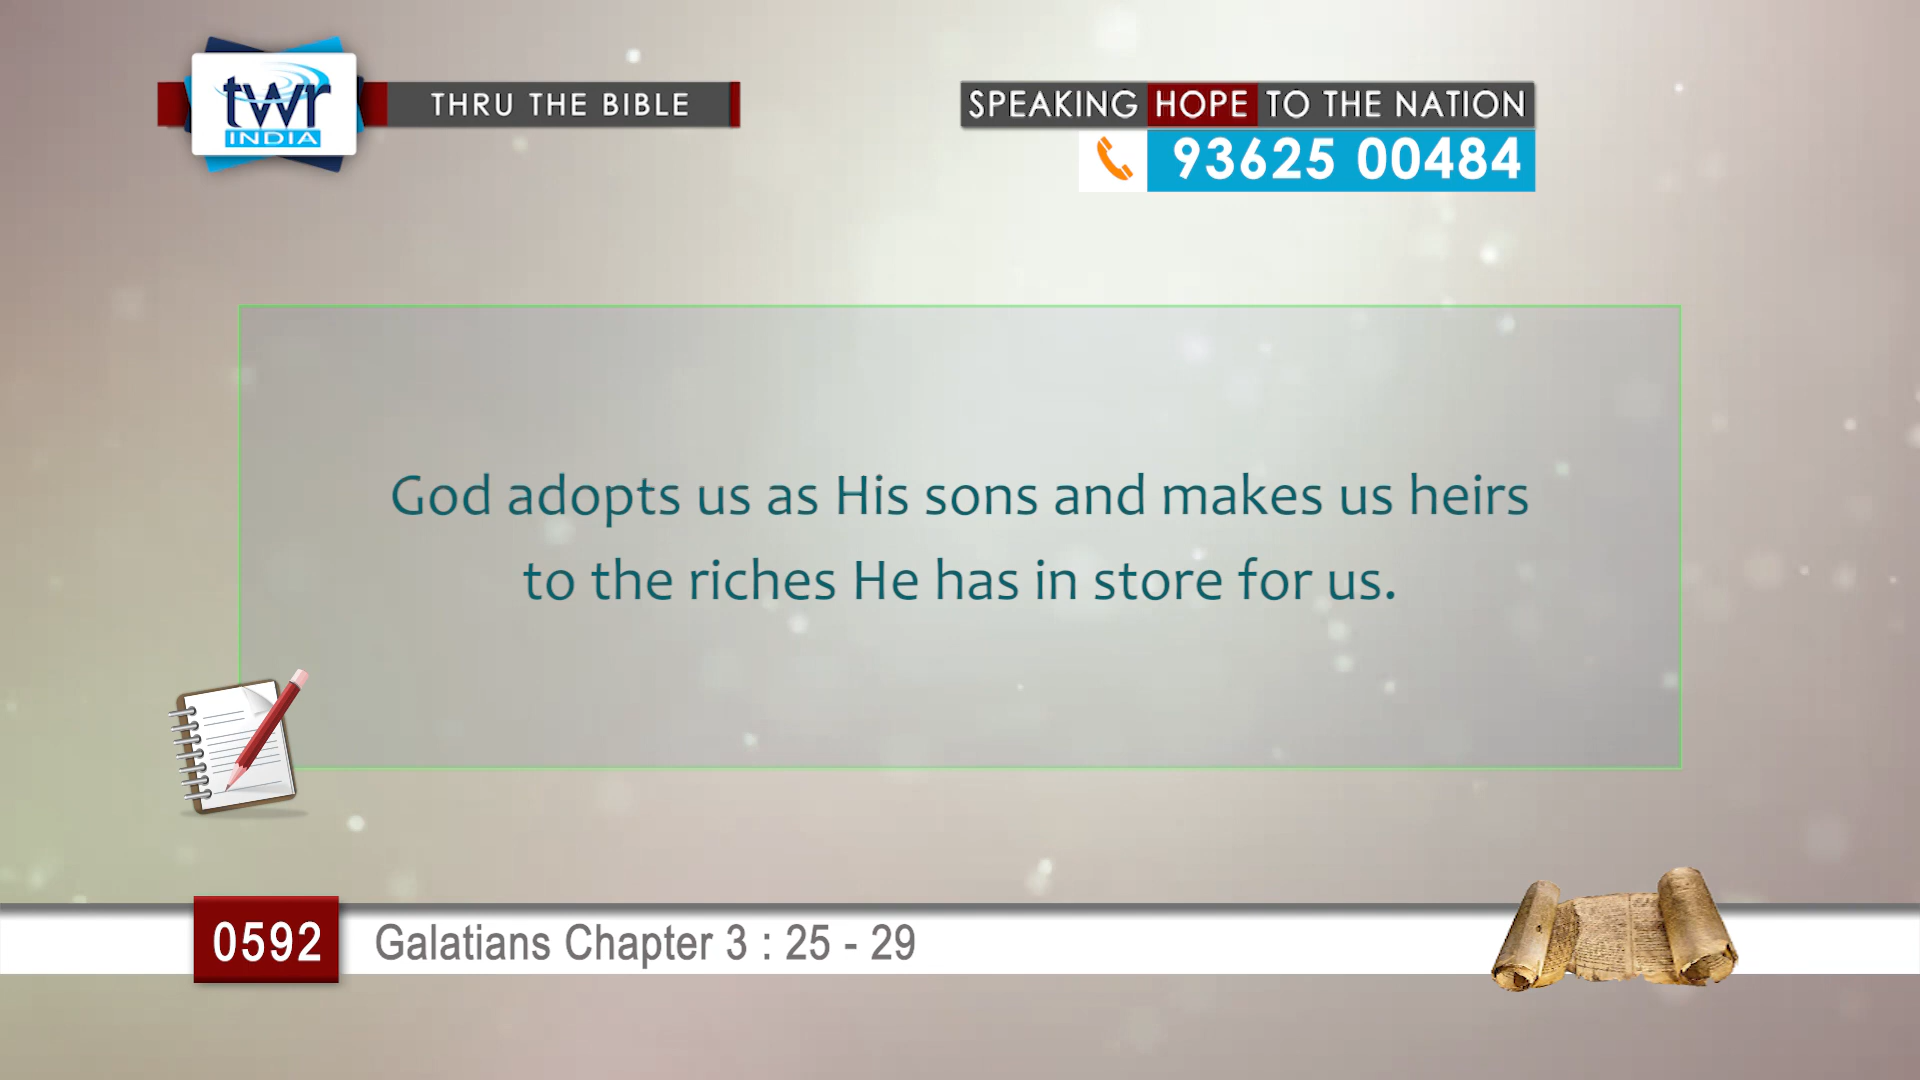 twr
INDIA
THRU THE BIBLE
SPEAKING HOPE TO THE NATION
93625 00484
God adopts us as His sons and makes us heirs
to the riches He has in store for us.
0592
Galatians Chapter 3 : 25 - 29